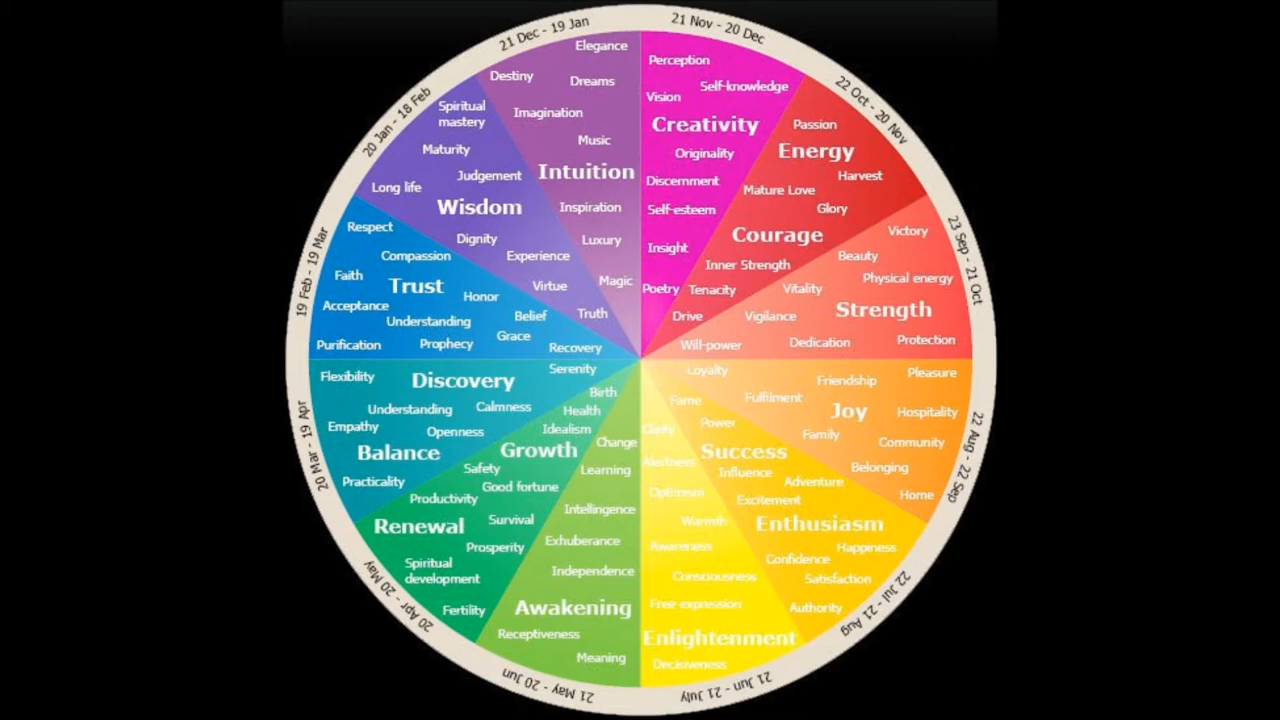 21 Nov - 20 Dec
Perception
Self-knowledge
Vision
Creativity
Originality
Discernment
Self-esteem
Insight
Poetry
22 Oct - 20 Nov
Passion
Energy
Harvest
Mature Love
Glory
Courage
Inner Strength
Tenacity
Drive
23 Sep - 21 Oct
Victory
Beauty
Physical energy
Vitality
Strength
Vigilance
Dedication
Protection
Will-power
22 Aug - 22 Sep
Loyalty
Pleasure
Friendship
Fulfilment
Joy
Hospitality
Family
Community
Belonging
Home
22 Jul - 21 Aug
Fame
Power
Success
Influence
Adventure
Excitement
Enthusiasm
Happiness
Confidence
Satisfaction
Authority
21 Jun - 21 July
Clarity
Alertness
Optimism
Warmth
Awareness
Consciousness
Free expression
Enlightenment
Decisiveness
21 May - 20 Jun
Change
Learning
Intellingence
Exhuberance
Independence
Awakening
Receptiveness
Meaning
20 Apr - 20 May
Birth
Health
Idealism
Growth
Safety
Good fortune
Productivity
Survival
Renewal
Prosperity
Spiritual
development
Fertility
20 Mar - 19 Apr
Serenity
Flexibility
Discovery
Understanding
Calmness
Empathy
Openness
Balance
Practicality
19 Feb - 19 Mar
Respect
Compassion
Faith
Trust
Honor
Acceptance
Understanding
Belief
Grace
Purification
Prophecy
Recovery
20 Jan - 18 Feb
Spiritual
mastery
Maturity
Judgement
Long life
Wisdom
Dignity
Experience
Virtue
Truth
21 Dec - 19 Jan
Elegance
Destiny
Dreams
Imagination
Music
Intuition
Inspiration
Luxury
Magic